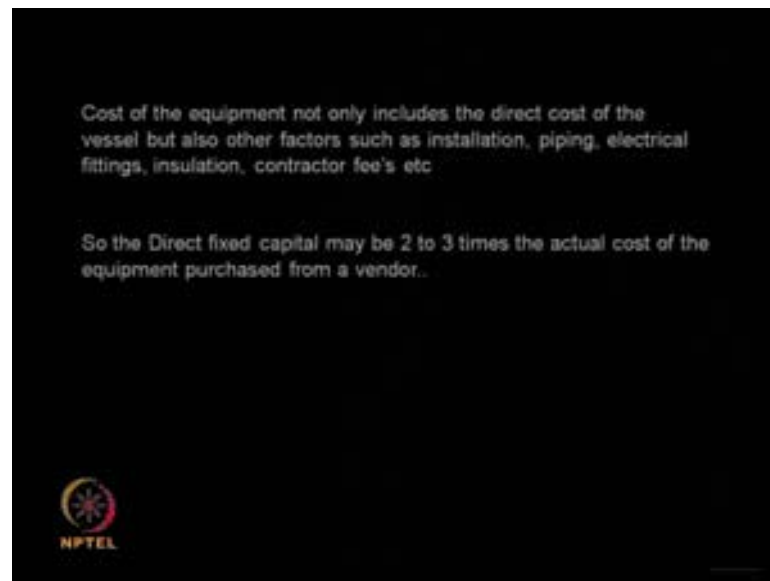 Cost of the equipment not only includes the direct cost of the
vessel but also other factors such as installation, piping, electrical
fittings, insulation, contractor fee's etc
So the Direct fixed capital may be 2 to 3 times the actual cost of the
equipment purchased from a vendor..
NPTEL